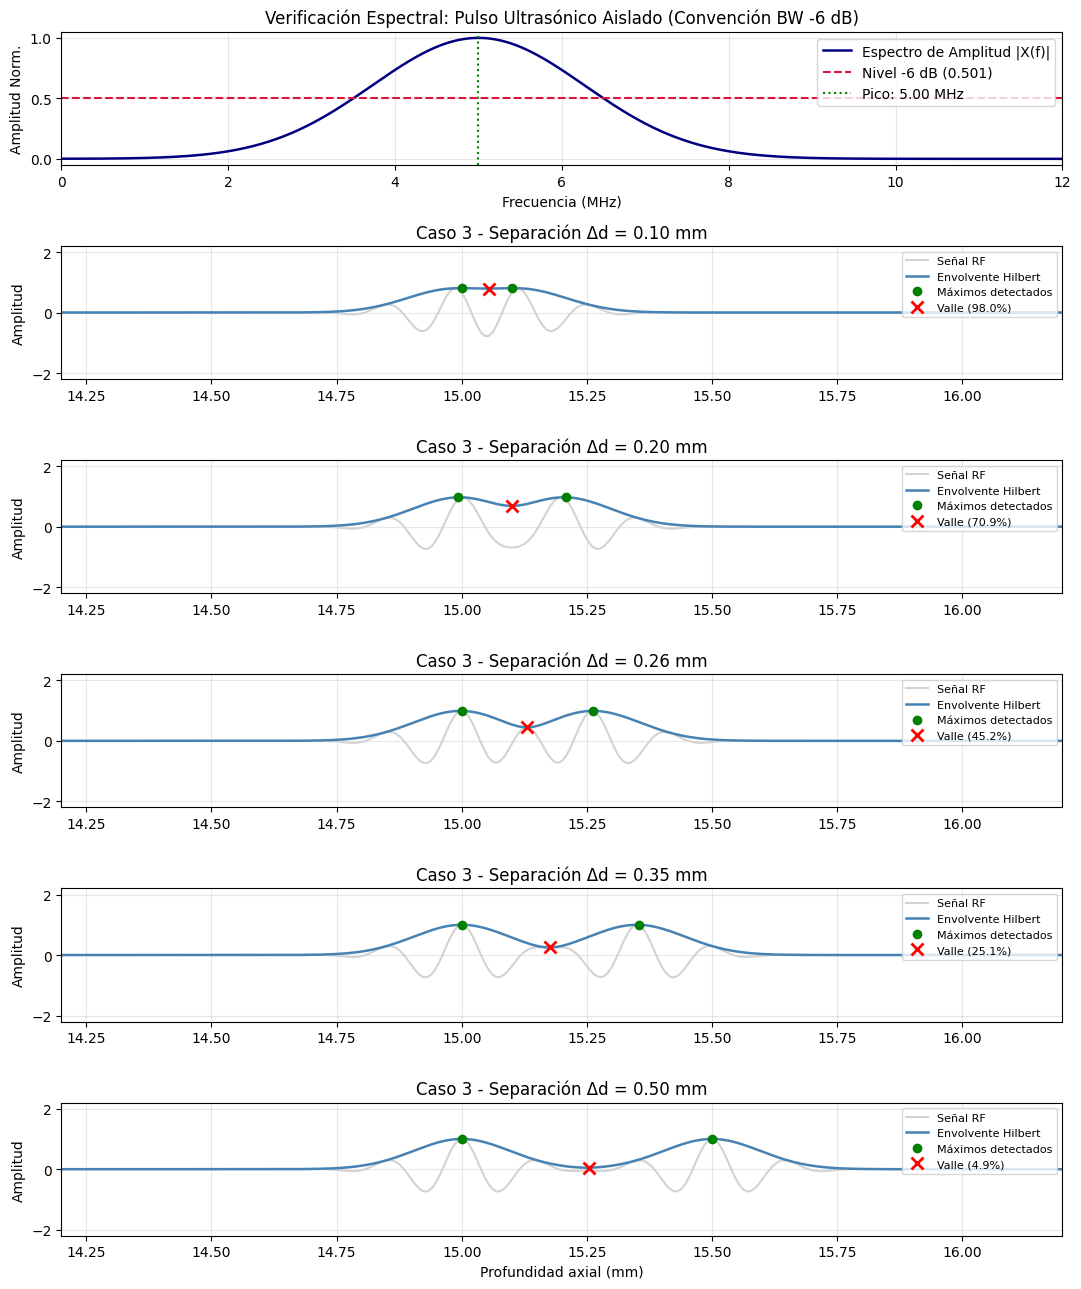 Verificación Espectral: Pulso Ultrasónico Aislado (Convención BW -6 dB)
Amplitud Norm.
1.0
0.5
0.0
Espectro de Amplitud |X(f)|
Nivel -6 dB (0.501)
Pico: 5.00 MHz
0 2 4 6 8 10 12
Frecuencia (MHz)
Caso 3 - Separación Δd = 0.10 mm
Amplitud
2
0
−2
Señal RF
Envolvente Hilbert
Máximos detectados
Valle (98.0%)
14.25 14.50 14.75 15.00 15.25 15.50 15.75 16.00
Caso 3 - Separación Δd = 0.20 mm
Amplitud
2
0
−2
Señal RF
Envolvente Hilbert
Máximos detectados
Valle (70.9%)
14.25 14.50 14.75 15.00 15.25 15.50 15.75 16.00
Caso 3 - Separación Δd = 0.26 mm
Amplitud
2
0
−2
Señal RF
Envolvente Hilbert
Máximos detectados
Valle (45.2%)
14.25 14.50 14.75 15.00 15.25 15.50 15.75 16.00
Caso 3 - Separación Δd = 0.35 mm
Amplitud
2
0
−2
Señal RF
Envolvente Hilbert
Máximos detectados
Valle (25.1%)
14.25 14.50 14.75 15.00 15.25 15.50 15.75 16.00
Caso 3 - Separación Δd = 0.50 mm
Amplitud
2
0
−2
Señal RF
Envolvente Hilbert
Máximos detectados
Valle (4.9%)
14.25 14.50 14.75 15.00 15.25 15.50 15.75 16.00
Profundidad axial (mm)